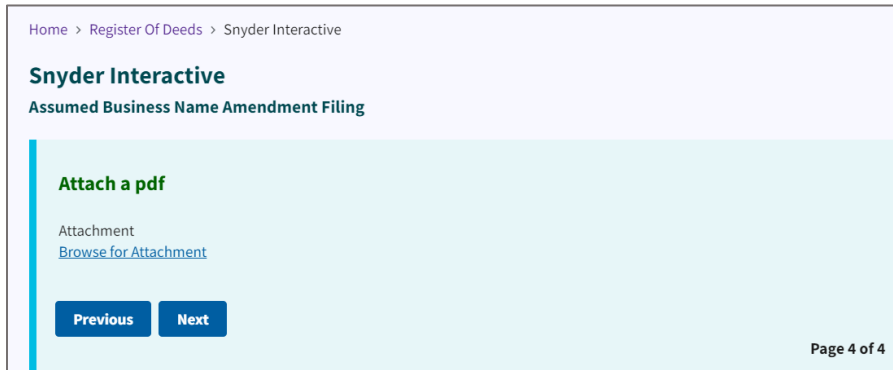 Home > Register Of Deeds > Snyder Interactive
Snyder Interactive
Assumed Business Name Amendment Filing
Attach a pdf
Attachment
Browse for Attachment
Previous Next
Page 4 of 4